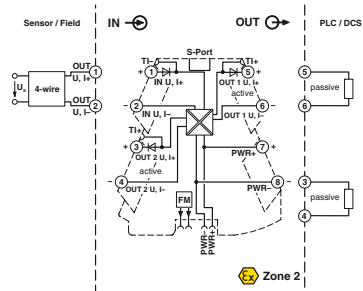 Sensor / Field
IN
OUT
PLC / DCS
S-Port
TI–
TI+
OUT
U, I+
1
1
IN U, I+
OUT 1 U, I+
5
5
Us
4-wire
active
passive
OUT
U, I–
2
2
IN U, I–
OUT 1 U, I–
6
6
TI+
3
OUT 2 U, I+
PWR+
7
active
4
OUT 2 U, I–
PWR–
8
3
passive
4
FM
PWR–
PWR+
Ex Zone 2